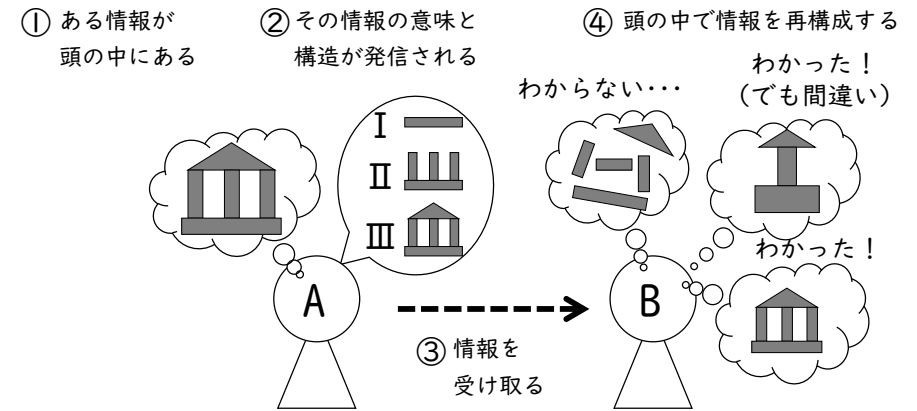 ① ある情報が
頭の中にある
② その情報の意味と
構造が発信される
Ⅰ
Ⅱ
Ⅲ
A
③ 情報を
受け取る
④ 頭の中で情報を再構成する
わからない･･･
わかった！
（でも間違い）
わかった！
B